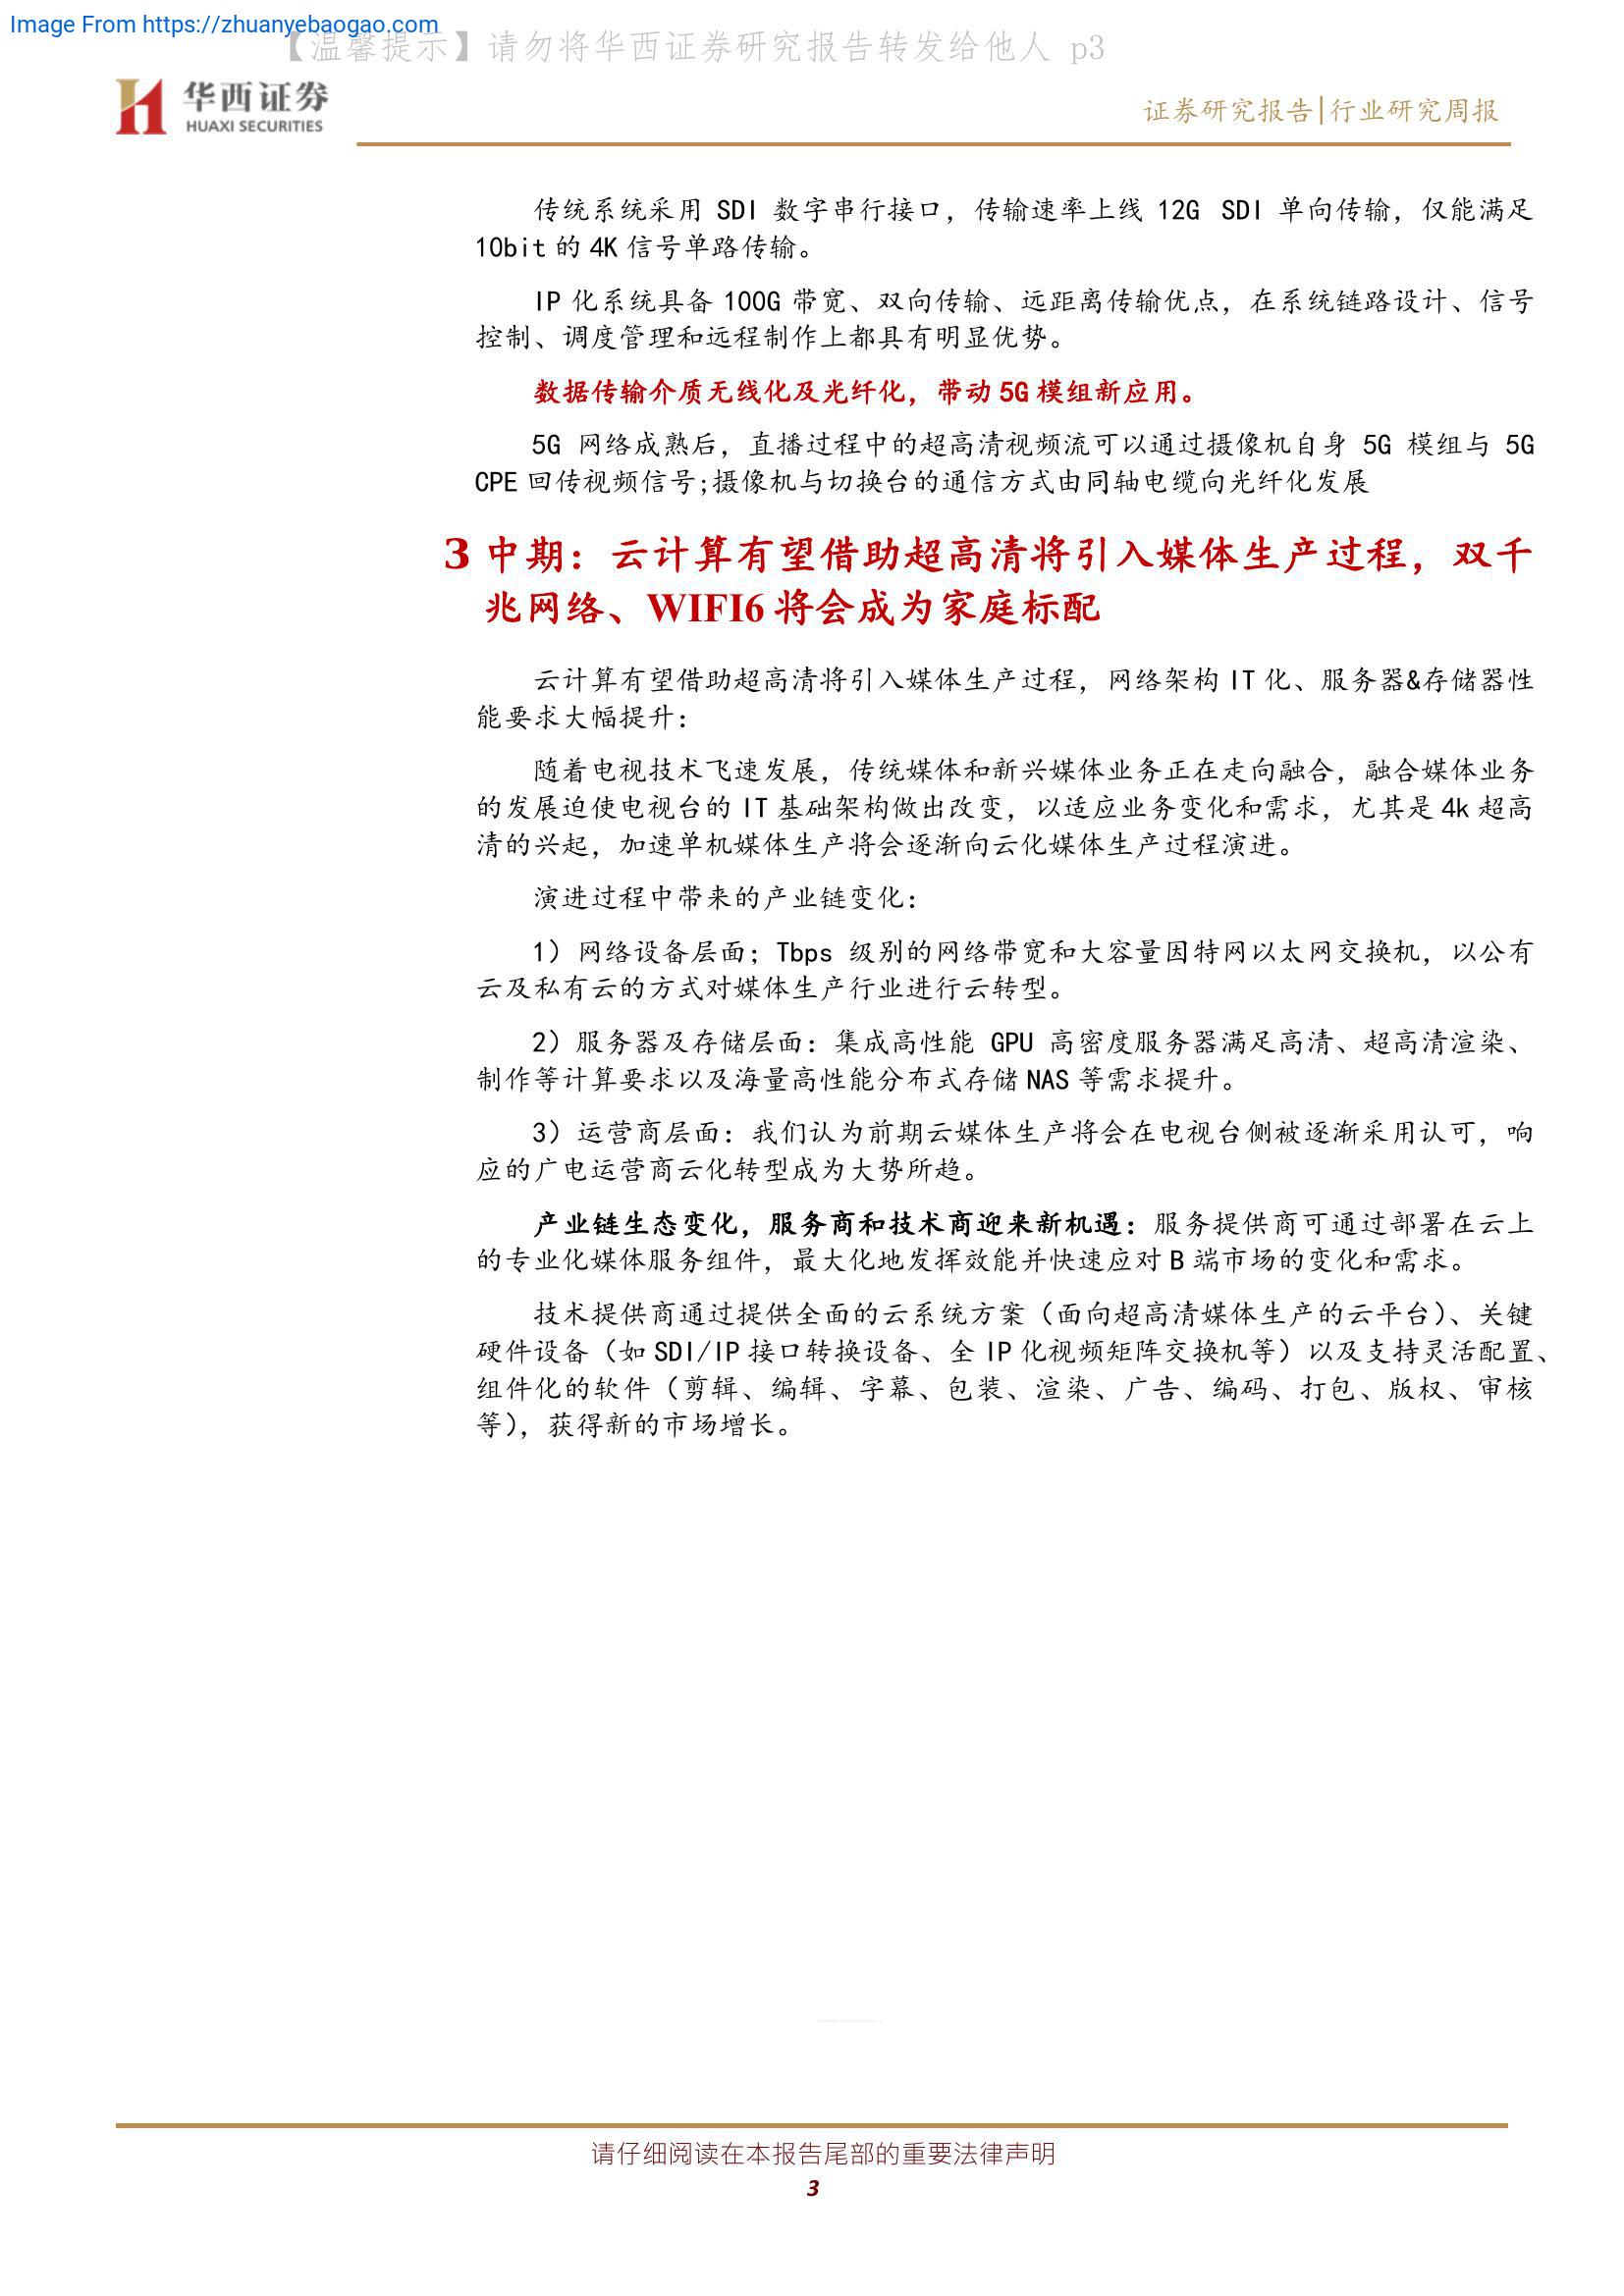 Image From https://zhuanyebaogao.com
【温馨提示】请勿将华西证券研究报告转发给他人 p3
华西证券
HUAXI SECURITIES
证券研究报告|行业研究周报
传统系统采用 SDI 数字串行接口，传输速率上线 12G SDI 单向传输，仅能满足
10bit 的 4K 信号单路传输。
IP 化系统具备 100G 带宽、双向传输、远距离传输优点，在系统链路设计、信号
控制、调度管理和远程制作上都具有明显优势。
数据传输介质无线化及光纤化，带动 5G 模组新应用。
5G 网络成熟后，直播过程中的超高清视频流可以通过摄像机自身 5G 模组与 5G
CPE 回传视频信号;摄像机与切换台的通信方式由同轴电缆向光纤化发展
3 中期：云计算有望借助超高清将引入媒体生产过程，双千
兆网络、WIFI6 将会成为家庭标配
云计算有望借助超高清将引入媒体生产过程，网络架构 IT 化、服务器&存储器性
能要求大幅提升：
随着电视技术飞速发展，传统媒体和新兴媒体业务正在走向融合，融合媒体业务
的发展迫使电视台的 IT 基础架构做出改变，以适应业务变化和需求，尤其是 4k 超高
清的兴起，加速单机媒体生产将会逐渐向云化媒体生产过程演进。
演进过程中带来的产业链变化：
1）网络设备层面；Tbps 级别的网络带宽和大容量因特网以太网交换机，以公有
云及私有云的方式对媒体生产行业进行云转型。
2）服务器及存储层面：集成高性能 GPU 高密度服务器满足高清、超高清渲染、
制作等计算要求以及海量高性能分布式存储 NAS 等需求提升。
3）运营商层面：我们认为前期云媒体生产将会在电视台侧被逐渐采用认可，响
应的广电运营商云化转型成为大势所趋。
产业链生态变化，服务商和技术商迎来新机遇：服务提供商可通过部署在云上
的专业化媒体服务组件，最大化地发挥效能并快速应对 B 端市场的变化和需求。
技术提供商通过提供全面的云系统方案（面向超高清媒体生产的云平台）、关键
硬件设备（如 SDI/IP 接口转换设备、全 IP 化视频矩阵交换机等）以及支持灵活配置、
组件化的软件（剪辑、编辑、字幕、包装、渲染、广告、编码、打包、版权、审核
等），获得新的市场增长。
请仔细阅读在本报告尾部的重要法律声明
3